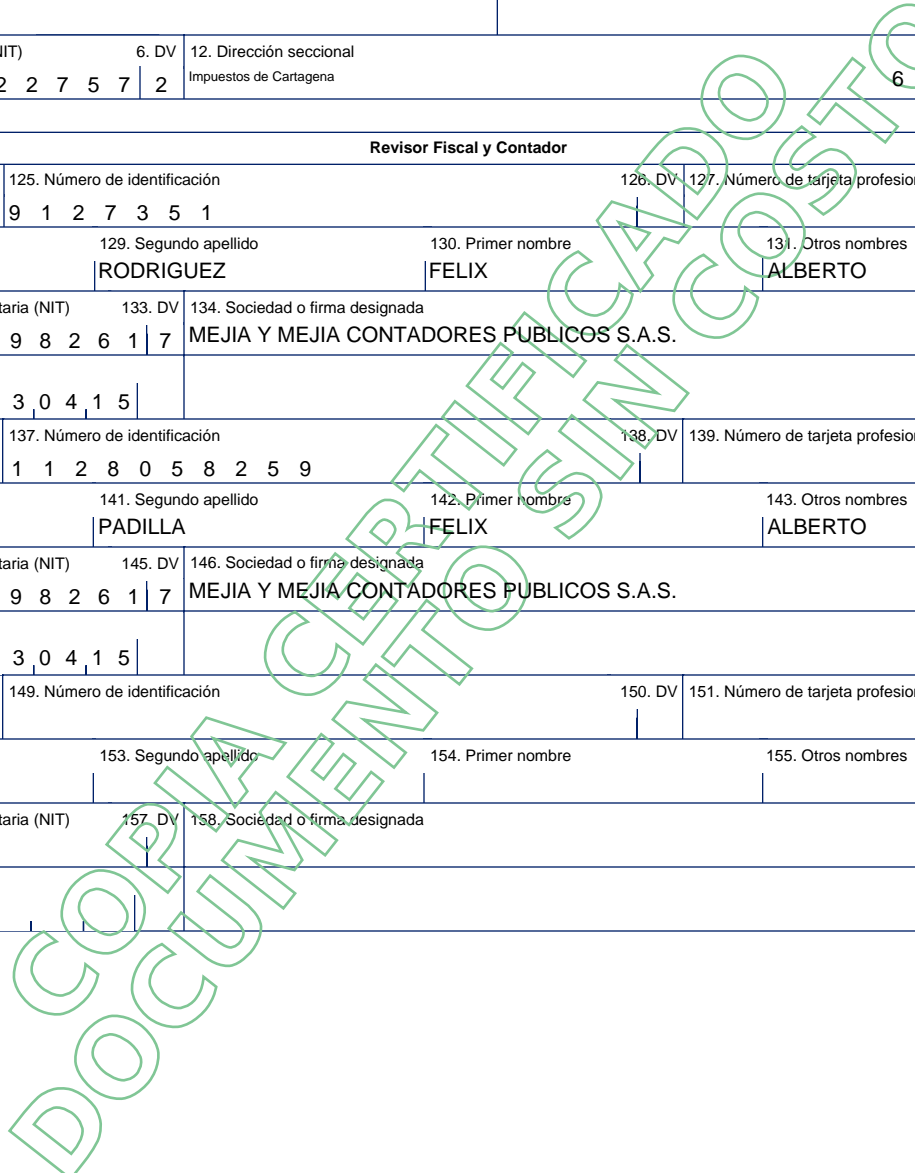 NIT) 6. DV 12. Dirección seccional
2 2 7 5 7 2 Impuestos de Cartagena 6
Revisor Fiscal y Contador
125. Número de identificación 126. DV 127. Número de tarjeta profesion
9 1 2 7 3 5 1
129. Segundo apellido 130. Primer nombre 131. Otros nombres
RODRIGUEZ FELIX ALBERTO
taria (NIT) 133. DV 134. Sociedad o firma designada
9 8 2 6 1 7 MEJIA Y MEJIA CONTADORES PUBLICOS S.A.S.
3 0 4 1 5
137. Número de identificación 138. DV 139. Número de tarjeta profesion
1 1 2 8 0 5 8 2 5 9
141. Segundo apellido 142. Primer nombre 143. Otros nombres
PADILLA FELIX ALBERTO
taria (NIT) 145. DV 146. Sociedad o firma designada
9 8 2 6 1 7 MEJIA Y MEJIA CONTADORES PUBLICOS S.A.S.
3 0 4 1 5
149. Número de identificación 150. DV 151. Número de tarjeta profesion
153. Segundo apellido 154. Primer nombre 155. Otros nombres
taria (NIT) 157. DV 158. Sociedad o firma designada
COPIA CERTIFICADO
DOCUMENTO SIN COSTO